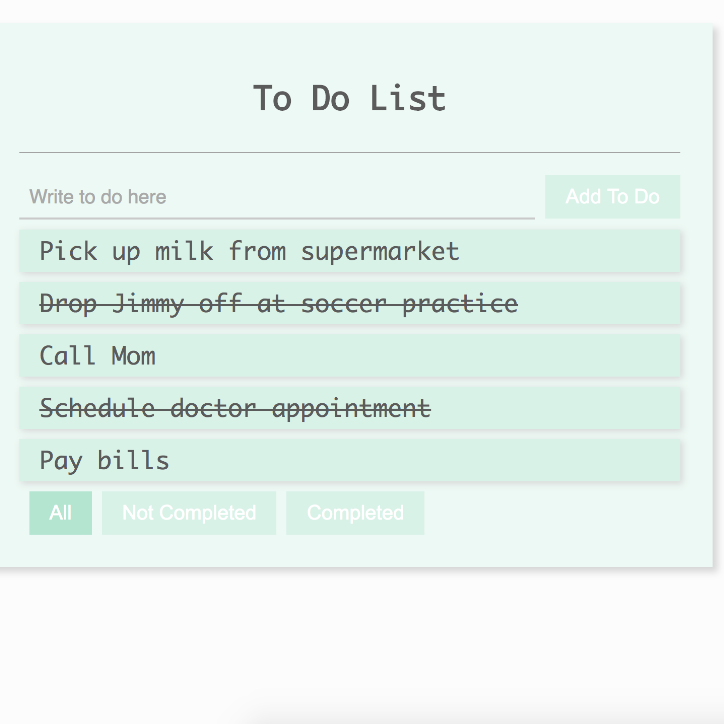 To Do List
Write to do here
Add To Do
Pick up milk from supermarket
Drop Jimmy off at soccer practice
Call Mom
Schedule doctor appointment
Pay bills
All
Not Completed
Completed